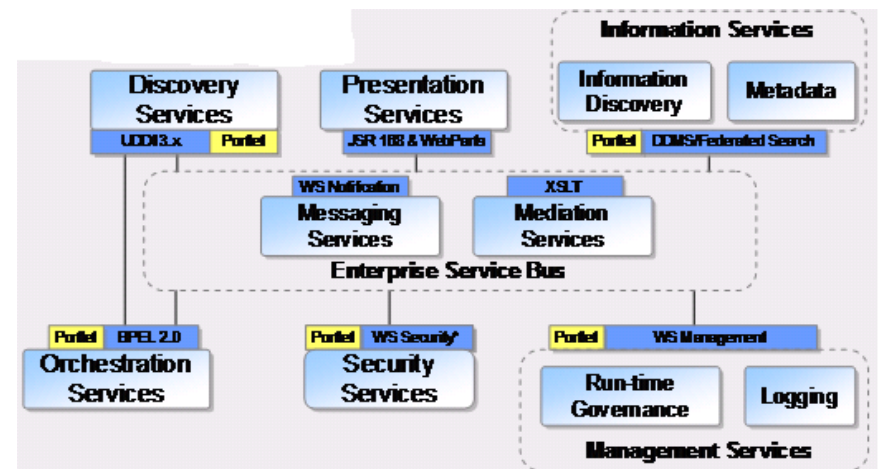 Information Services
Discovery
Services
Presentation
Services
Information
Discovery
Metadata
UDDI 3.x
Portlet
JSR 168 & WebParts
Portlet
DDMS/Federated Search
WS Notification
XSLT
Messaging
Services
Mediation
Services
Enterprise Service Bus
Portlet
BPEL 2.0
Portlet
WS Security*
Portlet
WS Management
Orchestration
Services
Security
Services
Run-time
Governance
Logging
Management Services